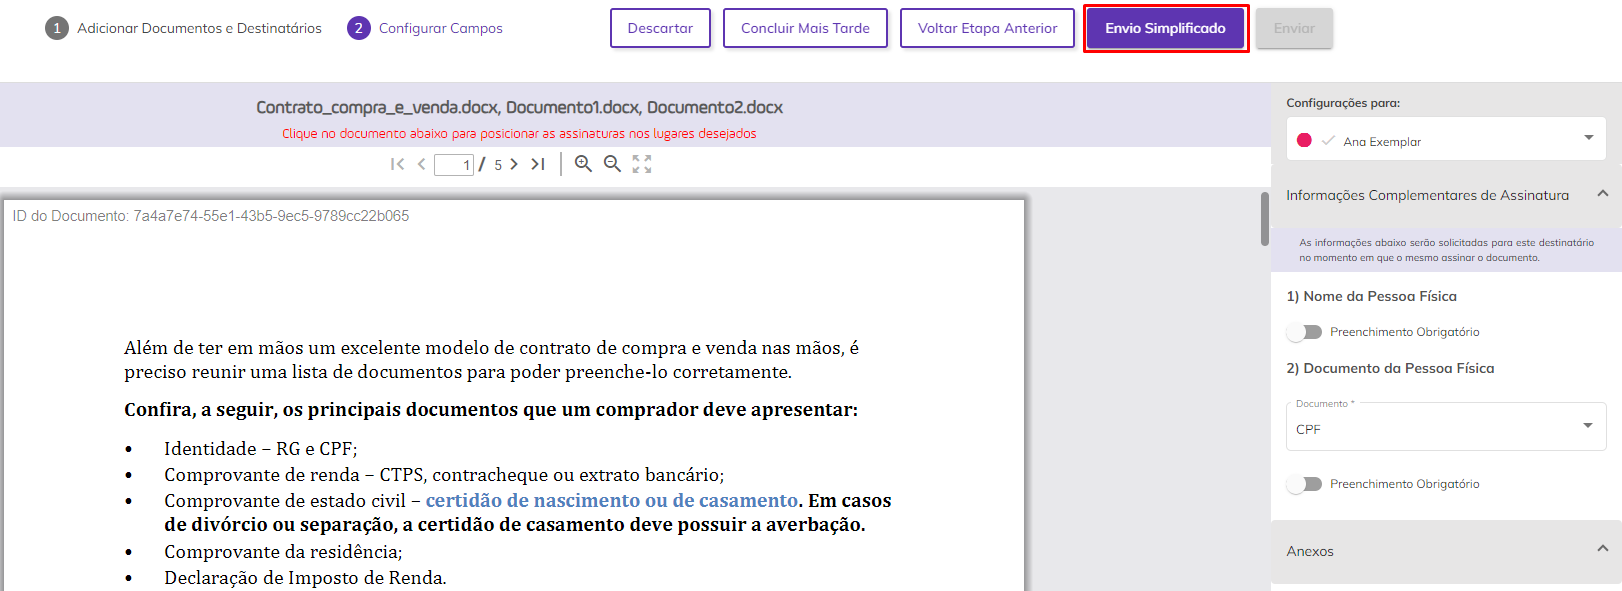 1 Adicionar Documentos e Destinatários 2 Configurar Campos Descartar Concluir Mais Tarde Voltar Etapa Anterior Envio Simplificado Enviar
Contrato_compra_e_venda.docx, Documento1.docx, Documento2.docx
Clique no documento abaixo para posicionar as assinaturas nos lugares desejados
1 / 5
ID do Documento: 7a4a7e74-55e1-43b5-9ec5-9789cc22b065
Além de ter em mãos um excelente modelo de contrato de compra e venda nas mãos, é
preciso reunir uma lista de documentos para poder preenche-lo corretamente.
Confira, a seguir, os principais documentos que um comprador deve apresentar:
• Identidade – RG e CPF;
• Comprovante de renda – CTPS, contracheque ou extrato bancário;
• Comprovante de estado civil – certidão de nascimento ou de casamento. Em casos
de divórcio ou separação, a certidão de casamento deve possuir a averbação.
• Comprovante da residência;
• Declaração de Imposto de Renda.
Configurações para:
Ana Exemplar
Informações Complementares de Assinatura
As informações abaixo serão solicitadas para este destinatário
no momento em que o mesmo assinar o documento.
1) Nome da Pessoa Física
Preenchimento Obrigatório
2) Documento da Pessoa Física
Documento *
CPF
Preenchimento Obrigatório
Anexos